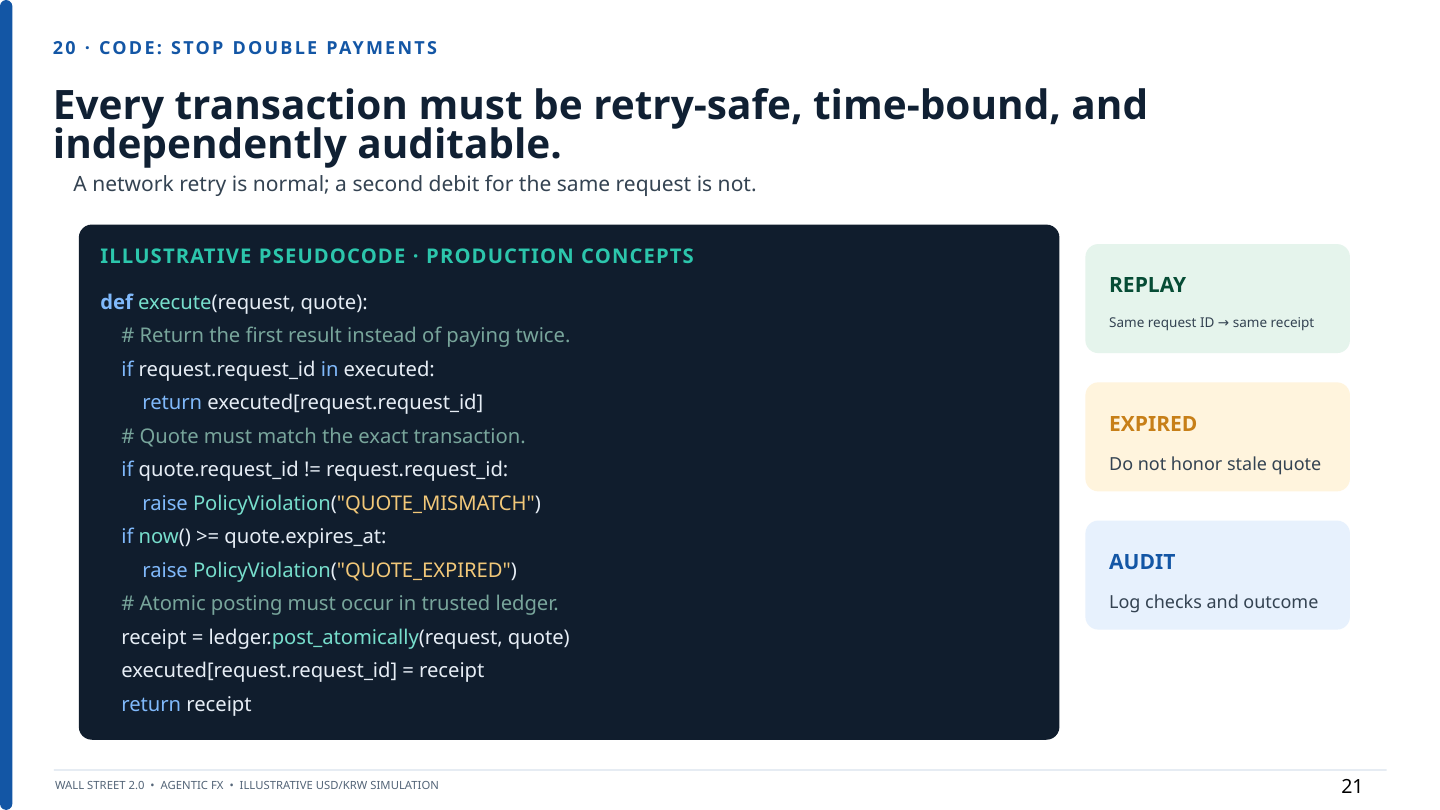 20 · CODE: STOP DOUBLE PAYMENTS
Every transaction must be retry-safe, time-bound, and
independently auditable.
A network retry is normal; a second debit for the same request is not.
ILLUSTRATIVE PSEUDOCODE · PRODUCTION CONCEPTS
def execute(request, quote):
    # Return the first result instead of paying twice.
    if request.request_id in executed:
        return executed[request.request_id]
    # Quote must match the exact transaction.
    if quote.request_id != request.request_id:
        raise PolicyViolation("QUOTE_MISMATCH")
    if now() >= quote.expires_at:
        raise PolicyViolation("QUOTE_EXPIRED")
    # Atomic posting must occur in trusted ledger.
    receipt = ledger.post_atomically(request, quote)
    executed[request.request_id] = receipt
    return receipt
REPLAY
Same request ID → same receipt
EXPIRED
Do not honor stale quote
AUDIT
Log checks and outcome
WALL STREET 2.0 • AGENTIC FX • ILLUSTRATIVE USD/KRW SIMULATION
21